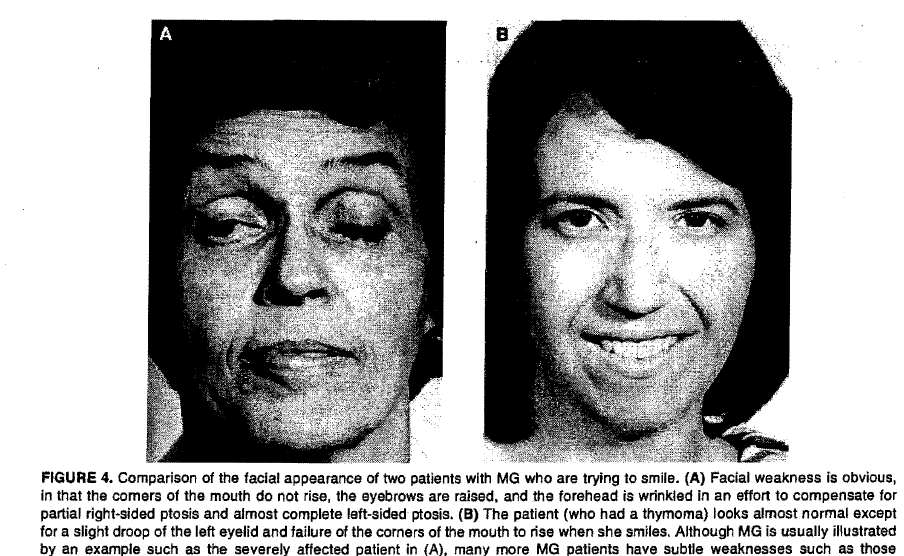 A
B
FIGURE 4. Comparison of the facial appearance of two patients with MG who are trying to smile. (A) Facial weakness is obvious,
in that the corners of the mouth do not rise, the eyebrows are raised, and the forehead is wrinkled in an effort to compensate for
partial right-sided ptosis and almost complete left-sided ptosis. (B) The patient (who had a thymoma) looks almost normal except
for a slight droop of the left eyelid and failure of the corners of the mouth to rise when she smiles. Although MG is usually illustrated
by an example such as the severely affected patient in (A), many more MG patients have subtle weaknesses such as those